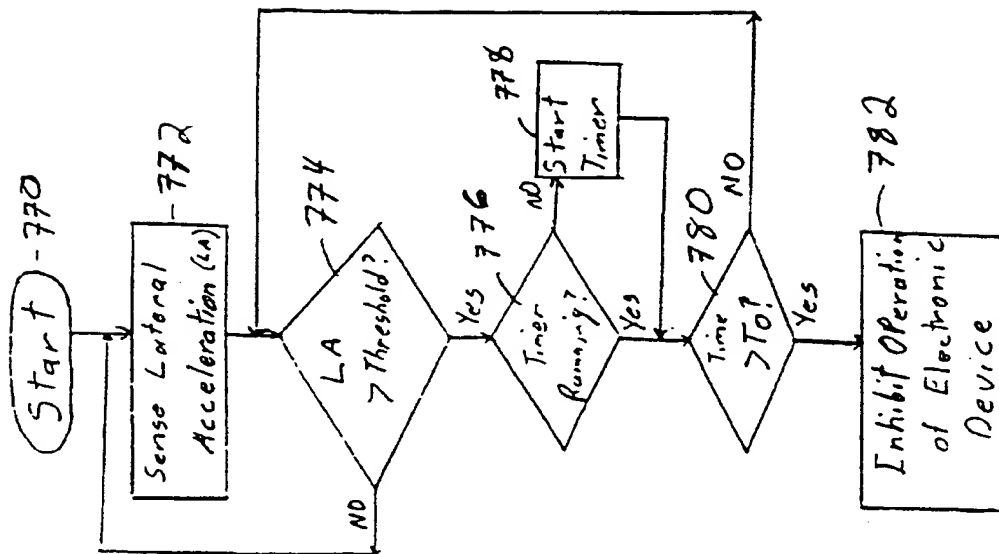 Start
770
Sense Lateral
Acceleration (LA)
772
LA
> Threshold?
774
NO
Yes
Timer
Running?
776
NO
Start
Timer
778
Yes
Time
> To?
780
NO
Yes
Inhibit OPeration
of Electronic
Device
782